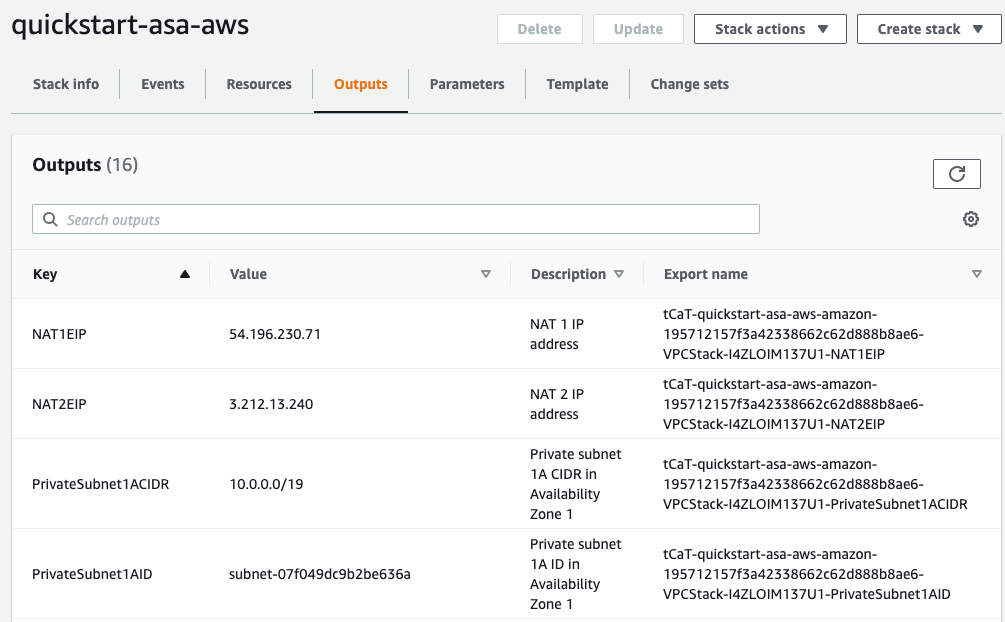 quickstart-asa-aws
Delete
Update
Stack actions
Create stack
Stack info
Events
Resources
Outputs
Parameters
Template
Change sets
Outputs (16)
Search outputs
Key
Value
Description
Export name
NAT1EIP
54.196.230.71
NAT 1 IP
address
tCaT-quickstart-asa-aws-amazon-
195712157f3a42338662c62d888b8ae6-
VPCStack-I4ZLOIM137U1-NAT1EIP
NAT2EIP
3.212.13.240
NAT 2 IP
address
tCaT-quickstart-asa-aws-amazon-
195712157f3a42338662c62d888b8ae6-
VPCStack-I4ZLOIM137U1-NAT2EIP
PrivateSubnet1ACIDR
10.0.0.0/19
Private subnet
1A CIDR in
Availability
Zone 1
tCaT-quickstart-asa-aws-amazon-
195712157f3a42338662c62d888b8ae6-
VPCStack-I4ZLOIM137U1-PrivateSubnet1ACIDR
PrivateSubnet1AID
subnet-07f049dc9b2be636a
Private subnet
1A ID in
Availability
Zone 1
tCaT-quickstart-asa-aws-amazon-
195712157f3a42338662c62d888b8ae6-
VPCStack-I4ZLOIM137U1-PrivateSubnet1AID